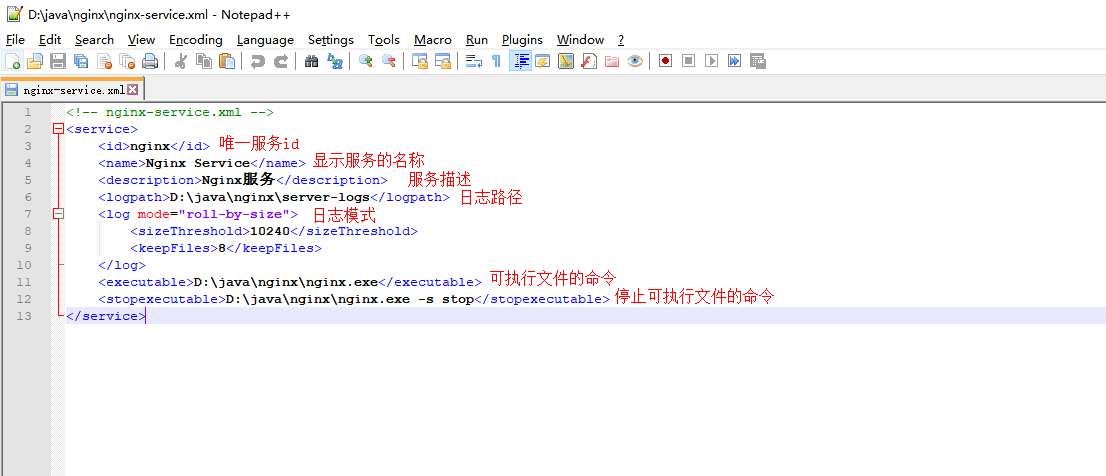 D:\java\nginx\nginx-service.xml - Notepad++
File Edit Search View Encoding Language Settings Tools Macro Run Plugins Window ?
nginx-service.xml
1 <!-- nginx-service.xml -->
2 <service>
3 <id>nginx</id> 唯一服务id
4 <name>Nginx Service</name> 显示服务的名称
5 <description>Nginx服务</description> 服务描述
6 <logpath>D:\java\nginx\server-logs</logpath> 日志路径
7 <log mode="roll-by-size"> 日志模式
8 <sizeThreshold>10240</sizeThreshold>
9 <keepFiles>8</keepFiles>
10 </log>
11 <executable>D:\java\nginx\nginx.exe</executable> 可执行文件的命令
12 <stopexecutable>D:\java\nginx\nginx.exe -s stop</stopexecutable> 停止可执行文件的命令
13 </service>